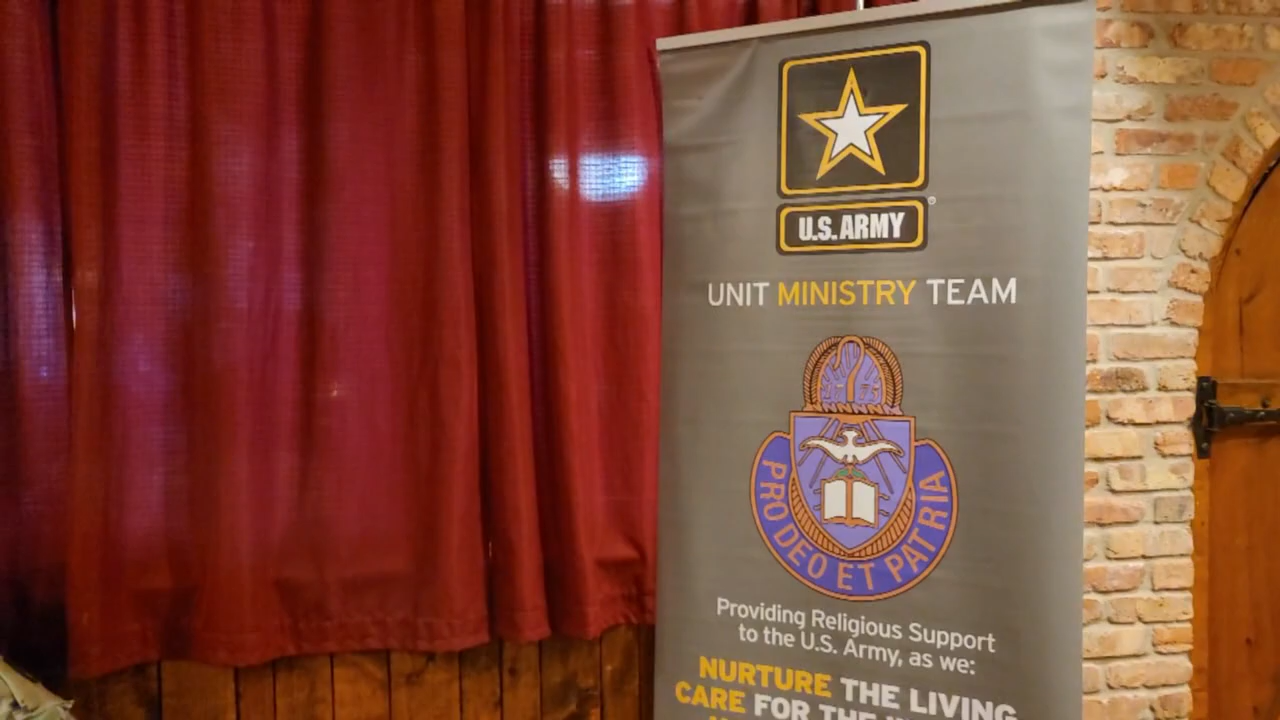 U.S. ARMY
UNIT MINISTRY TEAM
PRO DEO ET PATRIA
Providing Religious Support
to the U.S. Army, as we:
NURTURE THE LIVING
CARE FOR THE